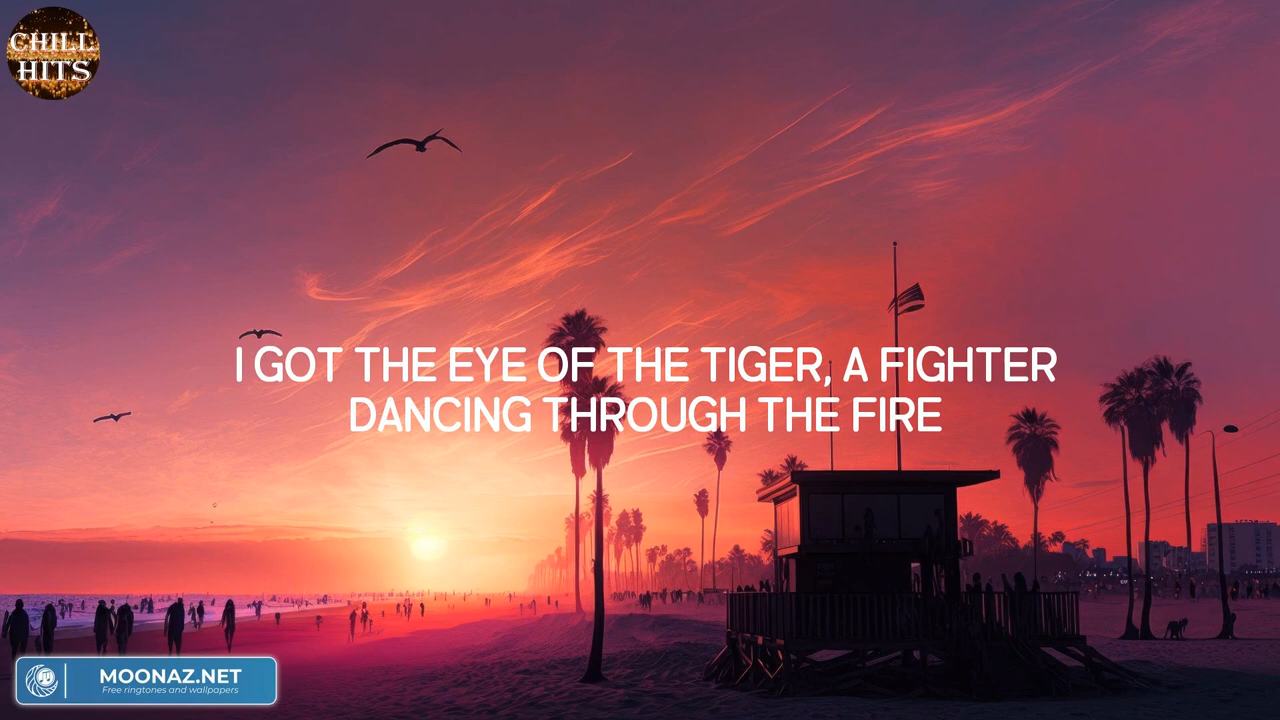 CHILL
HITS
I GOT THE EYE OF THE TIGER, A FIGHTER
DANCING THROUGH THE FIRE
MOONAZ.NET
Free ringtones and wallpapers